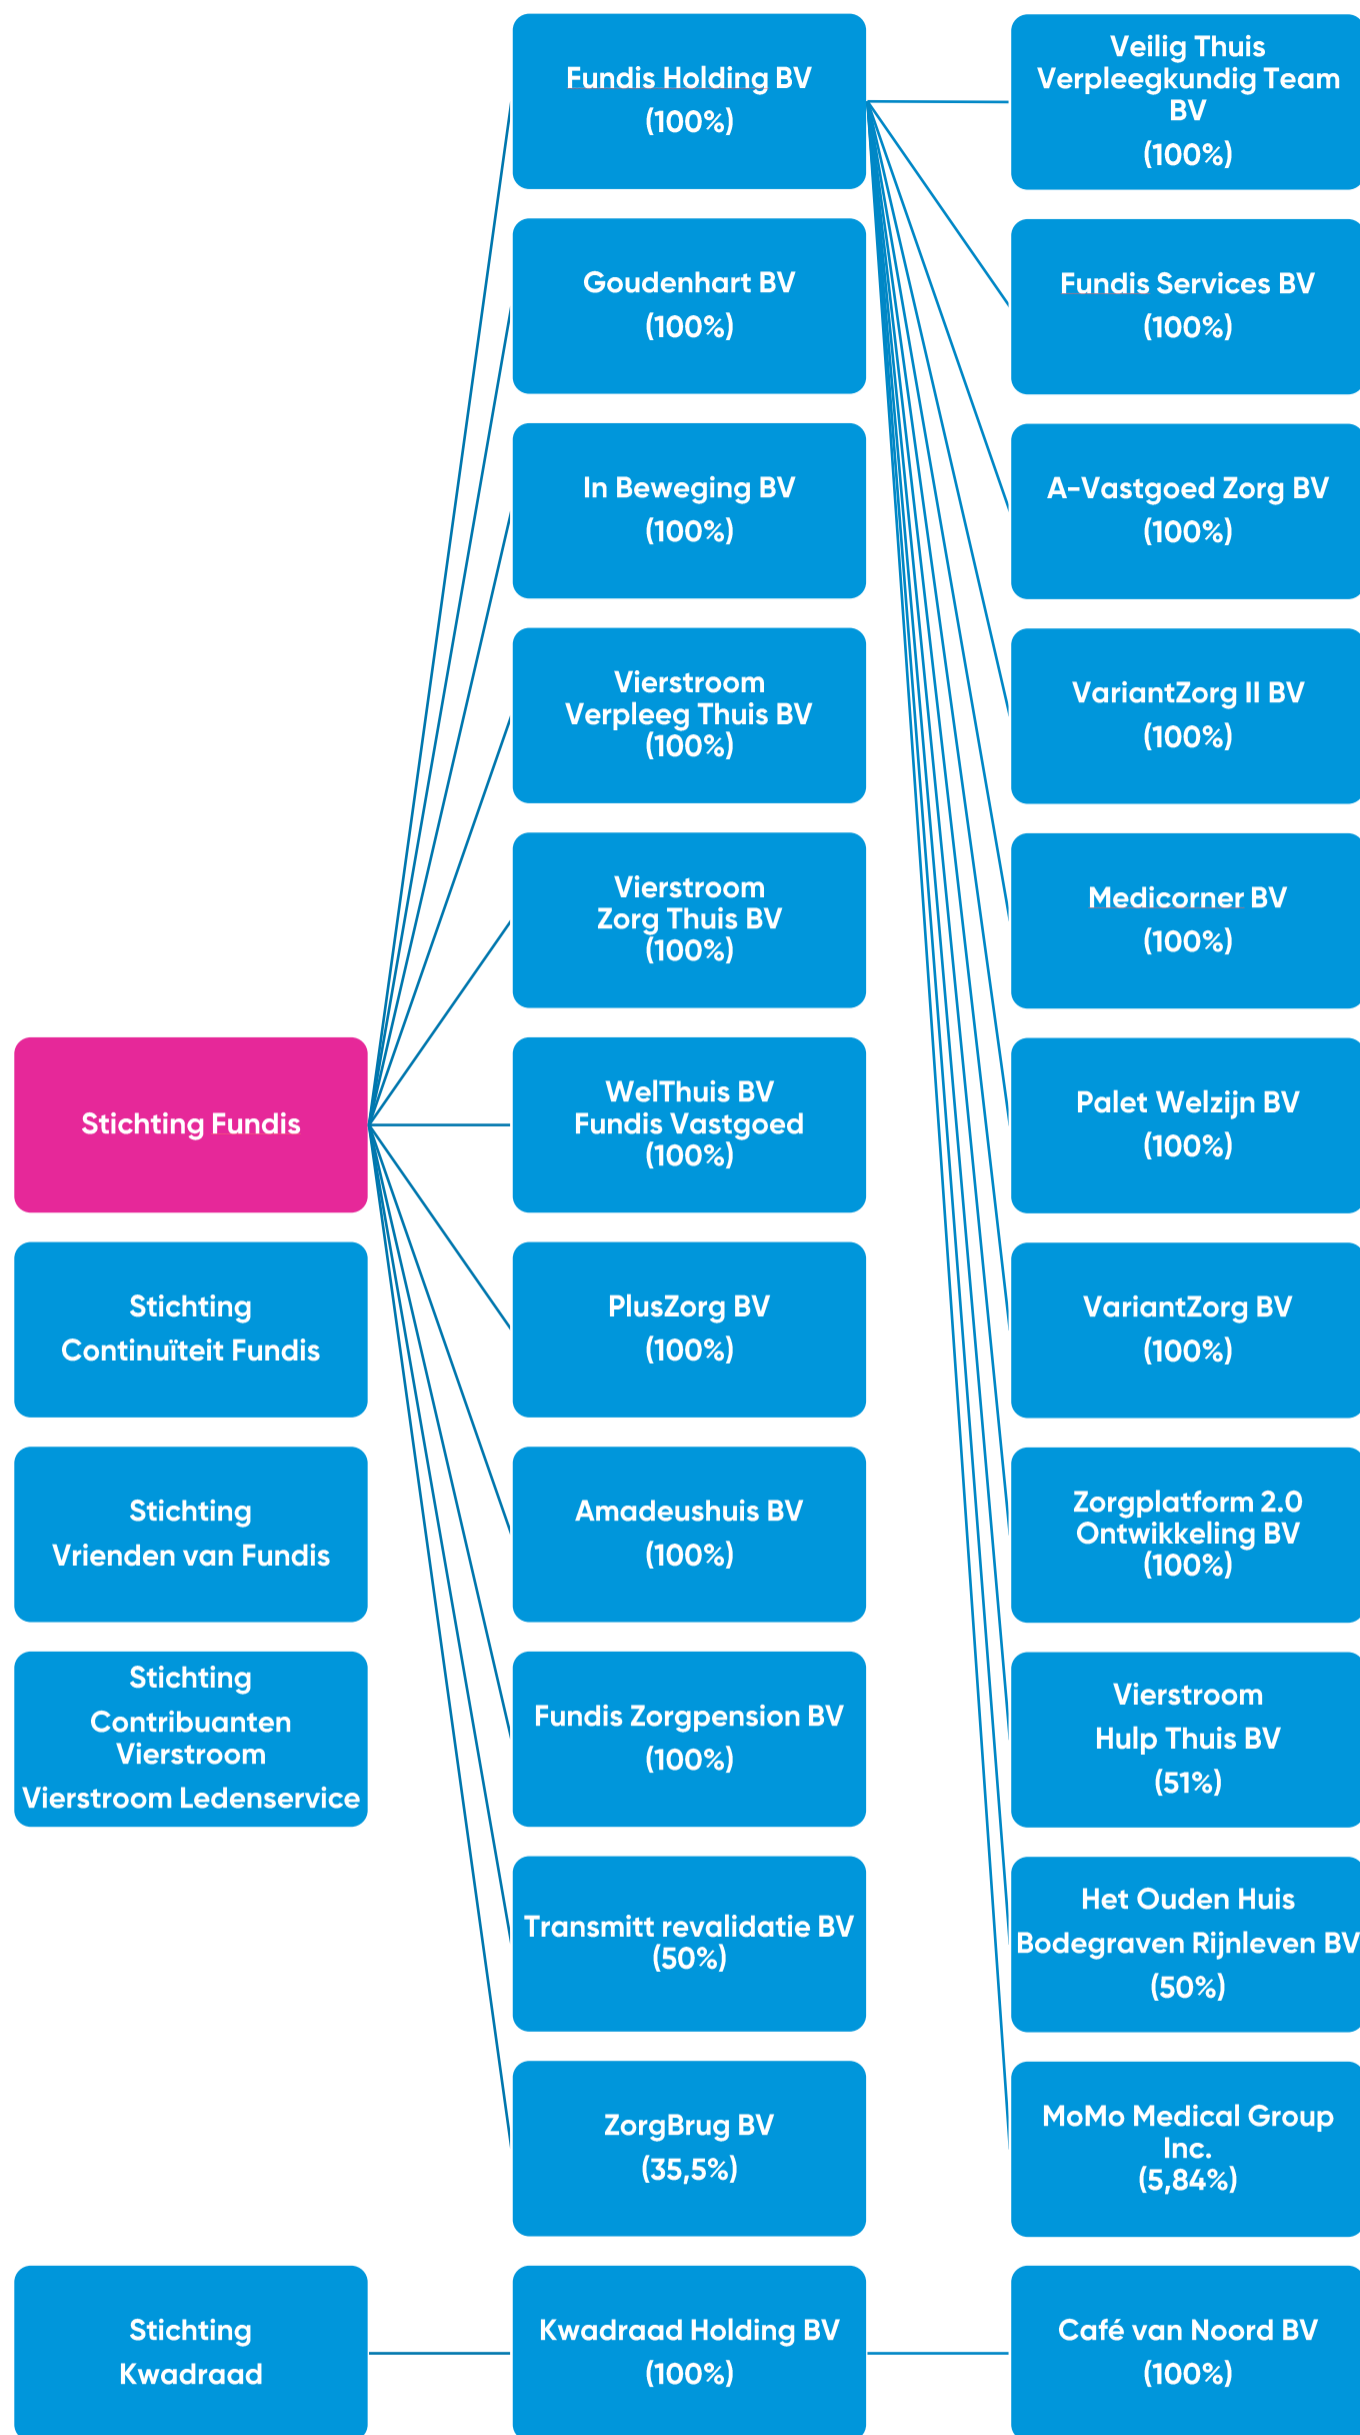 Stichting Fundis
Stichting
Continuïteit Fundis
Stichting
Vrienden van Fundis
Stichting
Contribuanten
Vierstroom
Vierstroom Ledenservice
Stichting
Kwadraad
Fundis Holding BV
(100%)
Goudenhart BV
(100%)
In Beweging BV
(100%)
Vierstroom
Verpleeg Thuis BV
(100%)
Vierstroom
Zorg Thuis BV
(100%)
WelThuis BV
Fundis Vastgoed
(100%)
PlusZorg BV
(100%)
Amadeushuis BV
(100%)
Fundis Zorgpension BV
(100%)
Transmitt revalidatie BV
(50%)
ZorgBrug BV
(35,5%)
Kwadraad Holding BV
(100%)
Veilig Thuis
Verpleegkundig Team
BV
(100%)
Fundis Services BV
(100%)
A-Vastgoed Zorg BV
(100%)
VariantZorg II BV
(100%)
Medicorner BV
(100%)
Palet Welzijn BV
(100%)
VariantZorg BV
(100%)
Zorgplatform 2.0
Ontwikkeling BV
(100%)
Vierstroom
Hulp Thuis BV
(51%)
Het Ouden Huis
Bodegraven Rijnleven BV
(50%)
MoMo Medical Group
Inc.
(5,84%)
Café van Noord BV
(100%)